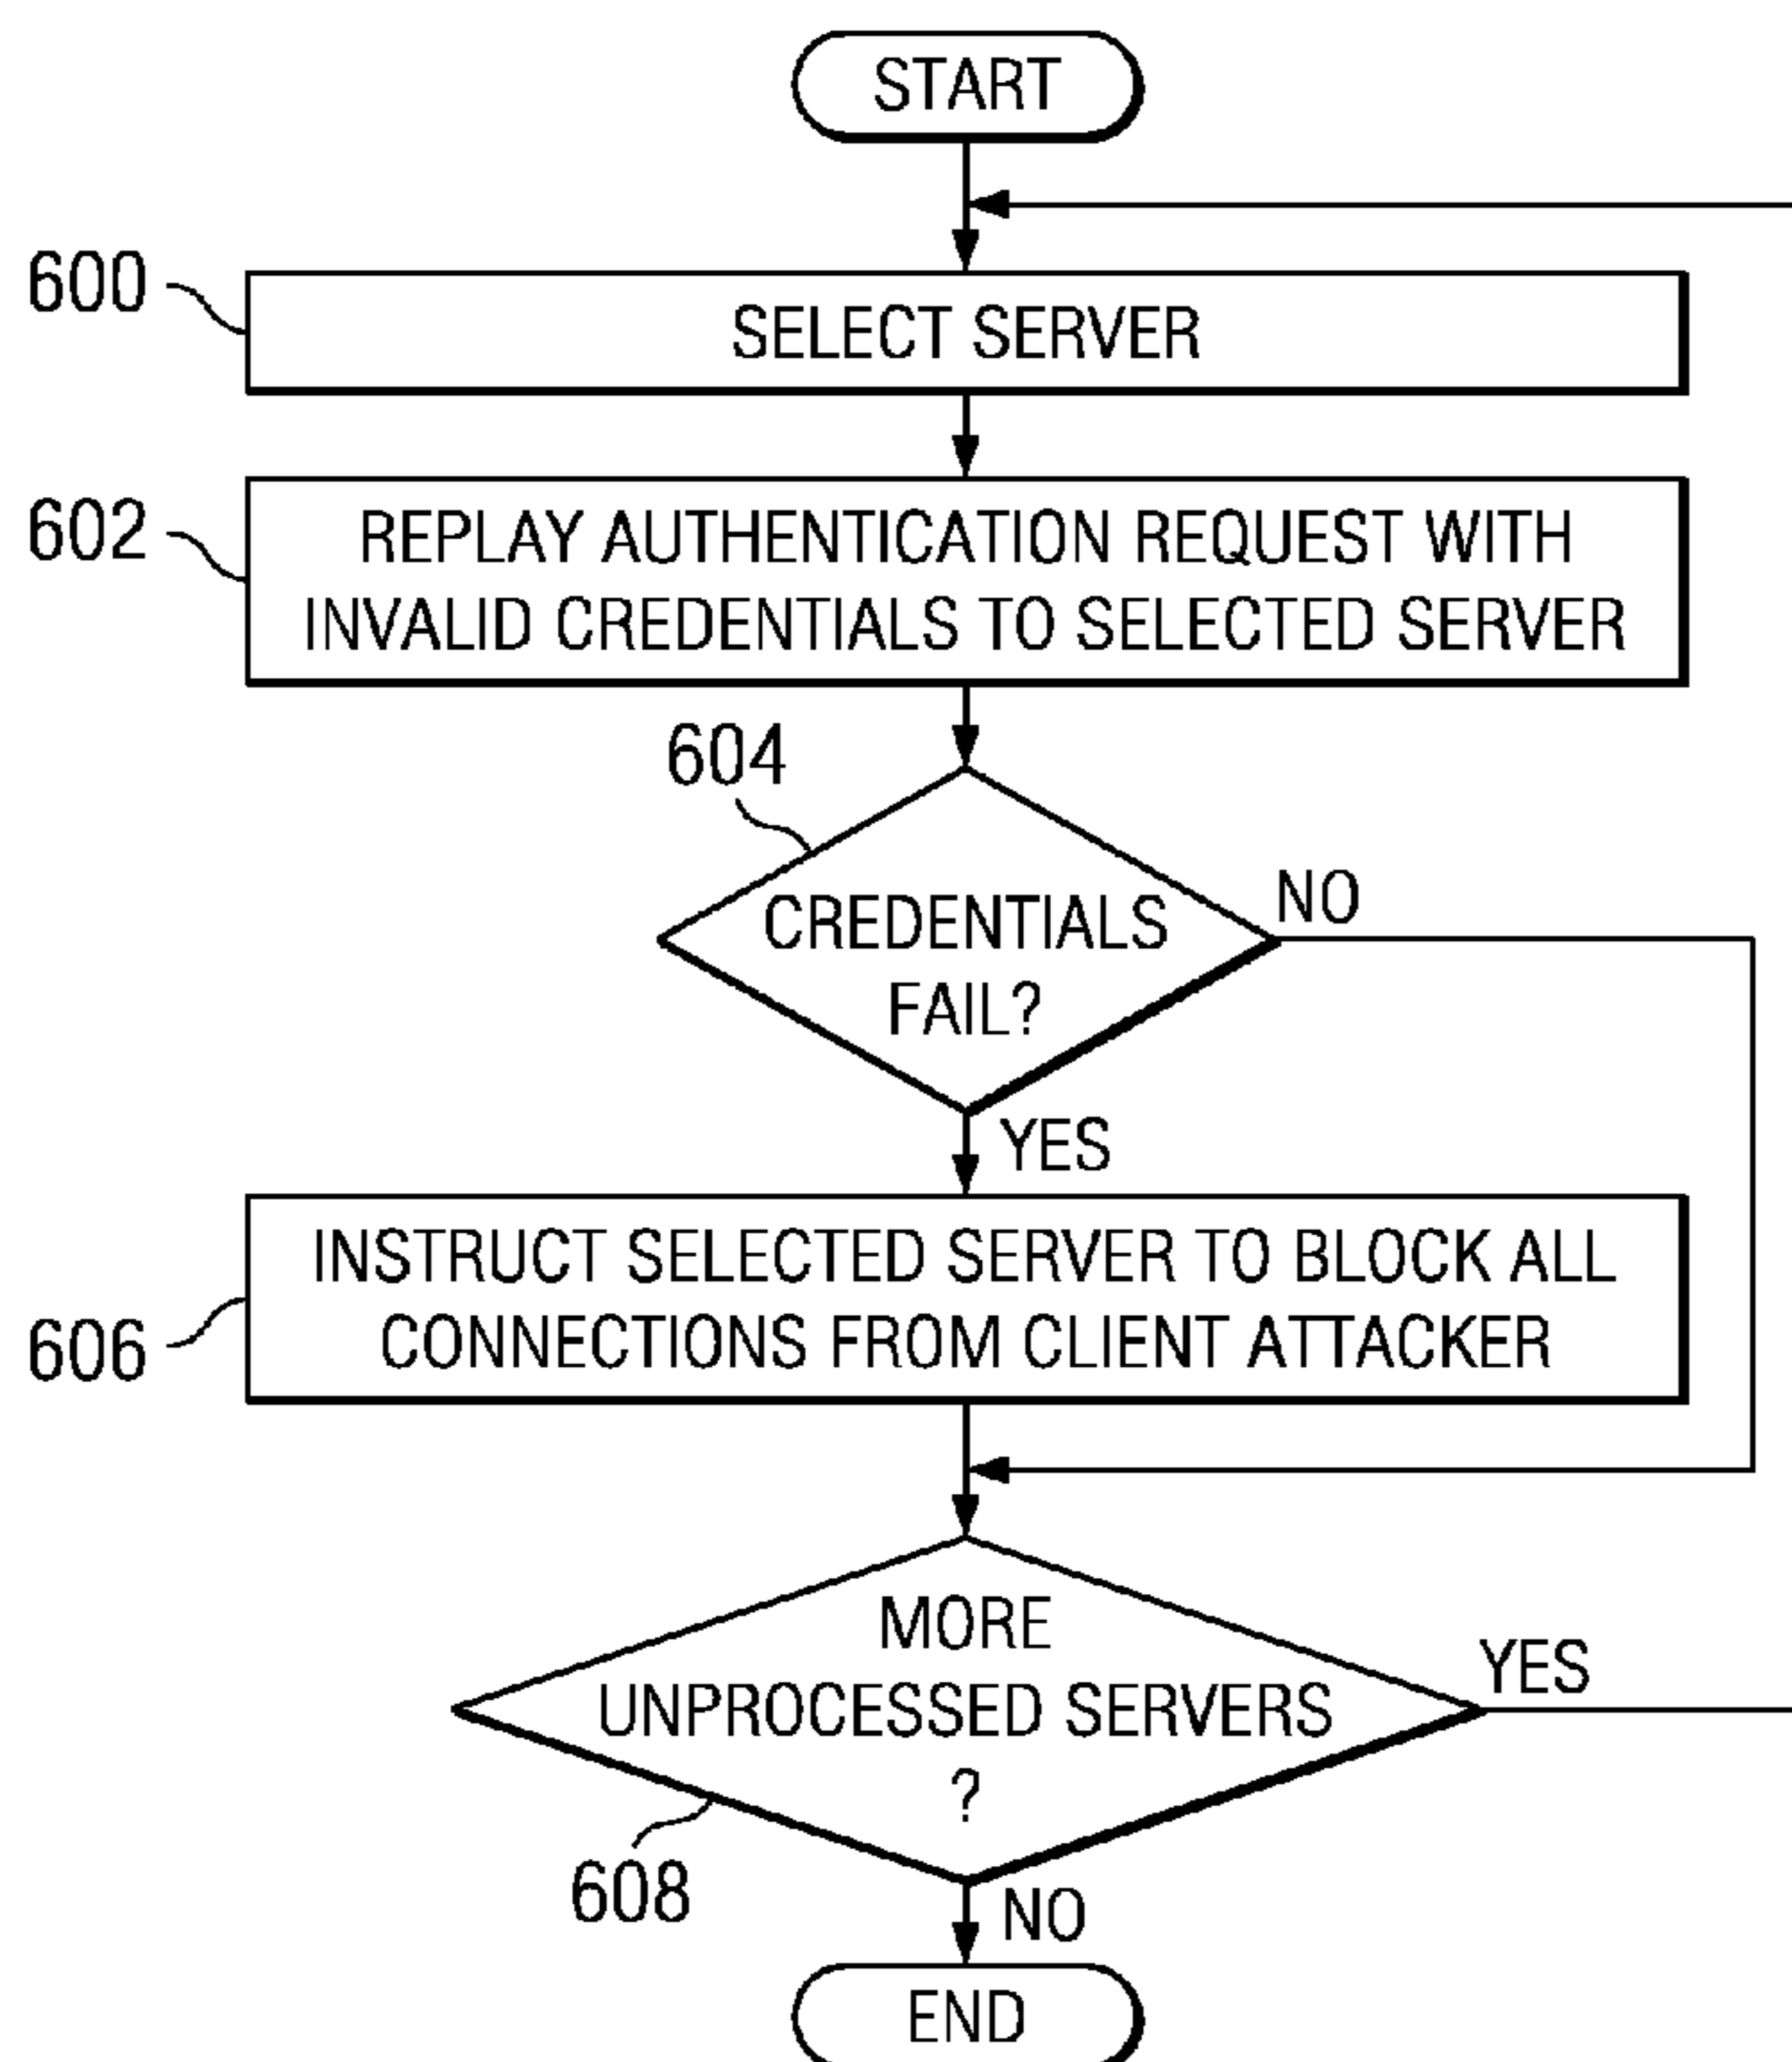 START
600
SELECT SERVER
602
REPLAY AUTHENTICATION REQUEST WITH
INVALID CREDENTIALS TO SELECTED SERVER
604
CREDENTIALS
FAIL?
NO
YES
INSTRUCT SELECTED SERVER TO BLOCK ALL
CONNECTIONS FROM CLIENT ATTACKER
606
MORE
UNPROCESSED SERVERS
?
YES
608
NO
END